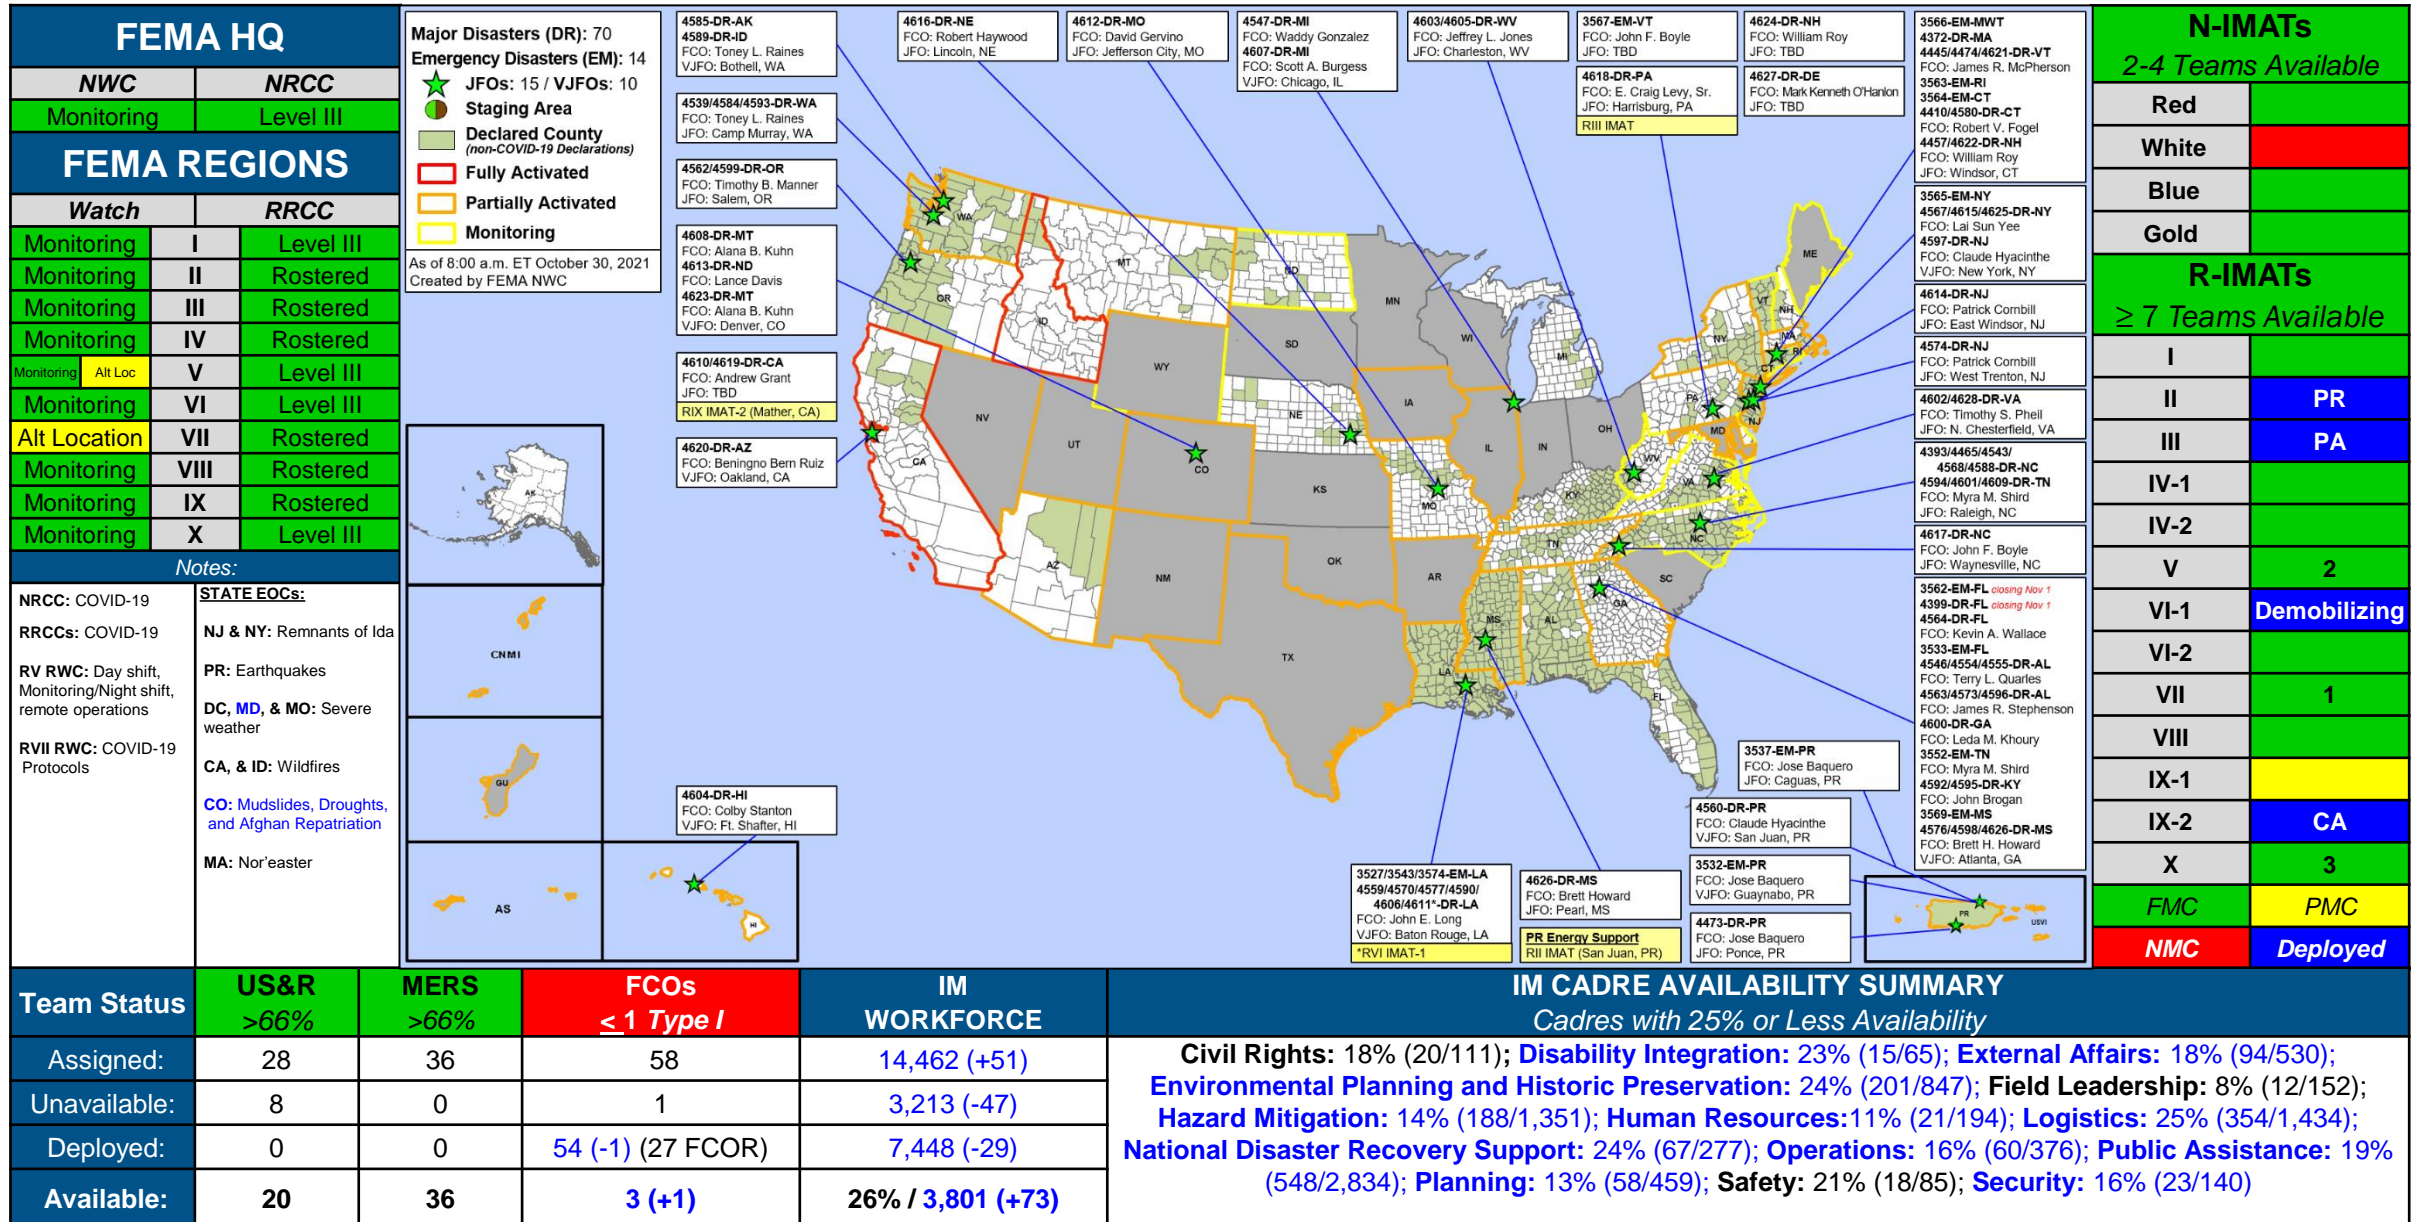 FEMA HQ
NWC NRCC
Monitoring Level III
FEMA REGIONS
Watch RRCC
Monitoring I Level III
Monitoring II Rostered
Monitoring III Rostered
Monitoring IV Rostered
Monitoring Alt Loc V Level III
Monitoring VI Level III
Alt Location VII Rostered
Monitoring VIII Rostered
Monitoring IX Rostered
Monitoring X Level III
Notes:
NRCC: COVID-19
RRCCs: COVID-19
RV RWC: Day shift,
Monitoring/Night shift,
remote operations
RVII RWC: COVID-19
Protocols
STATE EOCs:
NJ & NY: Remnants of Ida
PR: Earthquakes
DC, MD, & MO: Severe
weather
CA, & ID: Wildfires
CO: Mudslides, Droughts,
and Afghan Repatriation
MA: Nor'easter
Major Disasters (DR): 70
Emergency Disasters (EM): 14
JFOs: 15 / VJFOs: 10
Staging Area
Declared County
(non-COVID-19 Declarations)
Fully Activated
Partially Activated
Monitoring
As of 8:00 a.m. ET October 30, 2021
Created by FEMA NWC
4585-DR-AK
4589-DR-ID
FCO: Toney L. Raines
VJFO: Bothell, WA
4539/4584/4593-DR-WA
FCO: Toney L. Raines
JFO: Camp Murray, WA
4562/4599-DR-OR
FCO: Timothy B. Manner
JFO: Salem, OR
4608-DR-MT
FCO: Alana B. Kuhn
4613-DR-ND
FCO: Lance Davis
4623-DR-MT
FCO: Alana B. Kuhn
VJFO: Denver, CO
4610/4619-DR-CA
FCO: Andrew Grant
JFO: TBD
RIX IMAT-2 (Mather, CA)
4620-DR-AZ
FCO: Beningno Bern Ruiz
VJFO: Oakland, CA
4604-DR-HI
FCO: Colby Stanton
VJFO: Ft. Shafter, HI
4616-DR-NE
FCO: Robert Haywood
JFO: Lincoln, NE
4612-DR-MO
FCO: David Gervino
JFO: Jefferson City, MO
4547-DR-MI
FCO: Waddy Gonzalez
4607-DR-MI
FCO: Scott A. Burgess
VJFO: Chicago, IL
4603/4605-DR-WV
FCO: Jeffrey L. Jones
JFO: Charleston, WV
3567-EM-VT
FCO: John F. Boyle
JFO: TBD
4618-DR-PA
FCO: E. Craig Levy, Sr.
JFO: Harrisburg, PA
RIII IMAT
4624-DR-NH
FCO: William Roy
JFO: TBD
4627-DR-DE
FCO: Mark Kenneth O'Hanlon
JFO: TBD
3566-EM-MWT
4372-DR-MA
4445/4474/4621-DR-VT
FCO: James R. McPherson
3563-EM-RI
3564-EM-CT
4410/4580-DR-CT
FCO: Robert V. Fogel
4457/4622-DR-NH
FCO: William Roy
JFO: Windsor, CT
3565-EM-NY
4567/4615/4625-DR-NY
FCO: Lai Sun Yee
4597-DR-NJ
FCO: Claude Hyacinthe
VJFO: New York, NY
4614-DR-NJ
FCO: Patrick Cornbill
JFO: East Windsor, NJ
4574-DR-NJ
FCO: Patrick Cornbill
JFO: West Trenton, NJ
4602/4628-DR-VA
FCO: Timothy S. Pheil
JFO: N. Chesterfield, VA
4393/4465/4543/
4568/4588-DR-NC
4594/4601/4609-DR-TN
FCO: Myra M. Shird
JFO: Raleigh, NC
4617-DR-NC
FCO: John F. Boyle
JFO: Waynesville, NC
3562-EM-FL closing Nov 1
4399-DR-FL closing Nov 1
4564-DR-FL
FCO: Kevin A. Wallace
3533-EM-FL
4546/4554/4555-DR-AL
FCO: Terry L. Quarles
4563/4573/4596-DR-AL
FCO: James R. Stephenson
4600-DR-GA
FCO: Leda M. Khoury
3552-EM-TN
FCO: Myra M. Shird
4592/4595-DR-KY
FCO: John Brogan
3569-EM-MS
4576/4598/4626-DR-MS
FCO: Brett H. Howard
VJFO: Atlanta, GA
3537-EM-PR
FCO: Jose Baquero
JFO: Caguas, PR
4560-DR-PR
FCO: Claude Hyacinthe
VJFO: San Juan, PR
3532-EM-PR
FCO: Jose Baquero
VJFO: Guaynabo, PR
4473-DR-PR
FCO: Jose Baquero
JFO: Ponce, PR
3527/3543/3574-EM-LA
4559/4570/4577/4590/
4606/4611*-DR-LA
FCO: John E. Long
VJFO: Baton Rouge, LA
*RVI IMAT-1
4626-DR-MS
FCO: Brett Howard
JFO: Pearl, MS
PR Energy Support
RII IMAT (San Juan, PR)
WA
OR
CA
ID
NV
MT
WY
UT
AZ
CO
NM
ND
SD
NE
KS
OK
TX
MN
IA
MO
AR
LA
WI
IL
MI
IN
OH
KY
TN
MS
AL
GA
FL
SC
NC
VA
WV
PA
NY
VT
NH
ME
MA
RI
CT
NJ
MD
AK
CNMI
GU
AS
HI
PR
USVI
N-IMATs
2-4 Teams Available
Red
White
Blue
Gold
R-IMATs
≥ 7 Teams Available
I
II PR
III PA
IV-1
IV-2
V 2
VI-1 Demobilizing
VI-2
VII 1
VIII
IX-1
IX-2 CA
X 3
FMC PMC
NMC Deployed
Team Status US&R >66% MERS >66% FCOs < 1 Type I IM WORKFORCE
Assigned: 28 36 58 14,462 (+51)
Unavailable: 8 0 1 3,213 (-47)
Deployed: 0 0 54 (-1) (27 FCOR) 7,448 (-29)
Available: 20 36 3 (+1) 26% / 3,801 (+73)
IM CADRE AVAILABILITY SUMMARY
Cadres with 25% or Less Availability
Civil Rights: 18% (20/111); Disability Integration: 23% (15/65); External Affairs: 18% (94/530);
Environmental Planning and Historic Preservation: 24% (201/847); Field Leadership: 8% (12/152);
Hazard Mitigation: 14% (188/1,351); Human Resources:11% (21/194); Logistics: 25% (354/1,434);
National Disaster Recovery Support: 24% (67/277); Operations: 16% (60/376); Public Assistance: 19%
(548/2,834); Planning: 13% (58/459); Safety: 21% (18/85); Security: 16% (23/140)